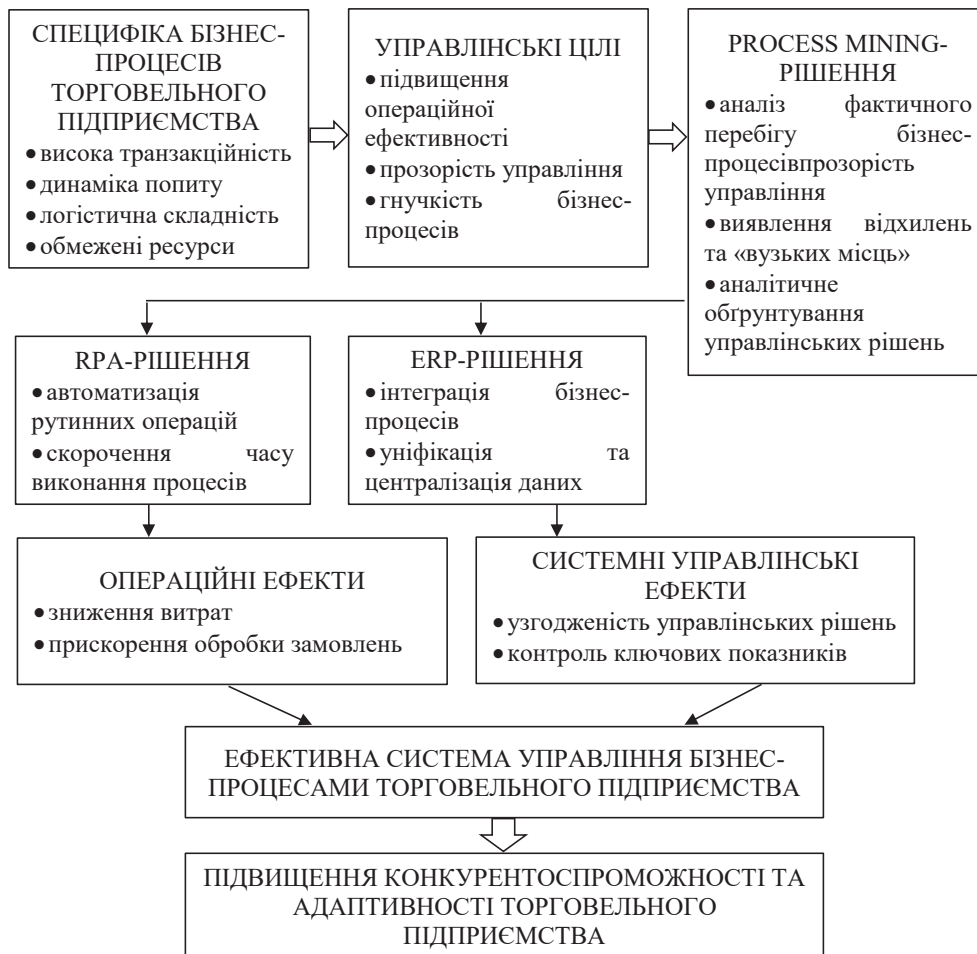 СПЕЦИФІКА БІЗНЕС-
ПРОЦЕСІВ
ТОРГОВЕЛЬНОГО
ПІДПРИЄМСТВА
• висока транзакційність
• динаміка попиту
• логістична складність
• обмежені ресурси
УПРАВЛІНСЬКІ ЦІЛІ
• підвищення
операційної
ефективності
• прозорість управління
• гнучкість бізнес-
процесів
PROCESS MINING-
РІШЕННЯ
• аналіз фактичного
перебігу бізнес-
процесівпрозорість
управління
• виявлення відхилень
та «вузьких місць»
• аналітичне
обґрунтування
управлінських рішень
RPA-РІШЕННЯ
• автоматизація
рутинних операцій
• скорочення часу
виконання процесів
ERP-РІШЕННЯ
• інтеграція бізнес-
процесів
• уніфікація та
централізація даних
ОПЕРАЦІЙНІ ЕФЕКТИ
• зниження витрат
• прискорення обробки замовлень
СИСТЕМНІ УПРАВЛІНСЬКІ
ЕФЕКТИ
• узгодженість управлінських рішень
• контроль ключових показників
ЕФЕКТИВНА СИСТЕМА УПРАВЛІННЯ БІЗНЕС-
ПРОЦЕСАМИ ТОРГОВЕЛЬНОГО ПІДПРИЄМСТВА
ПІДВИЩЕННЯ КОНКУРЕНТОСПРОМОЖНОСТІ ТА
АДАПТИВНОСТІ ТОРГОВЕЛЬНОГО
ПІДПРИЄМСТВА